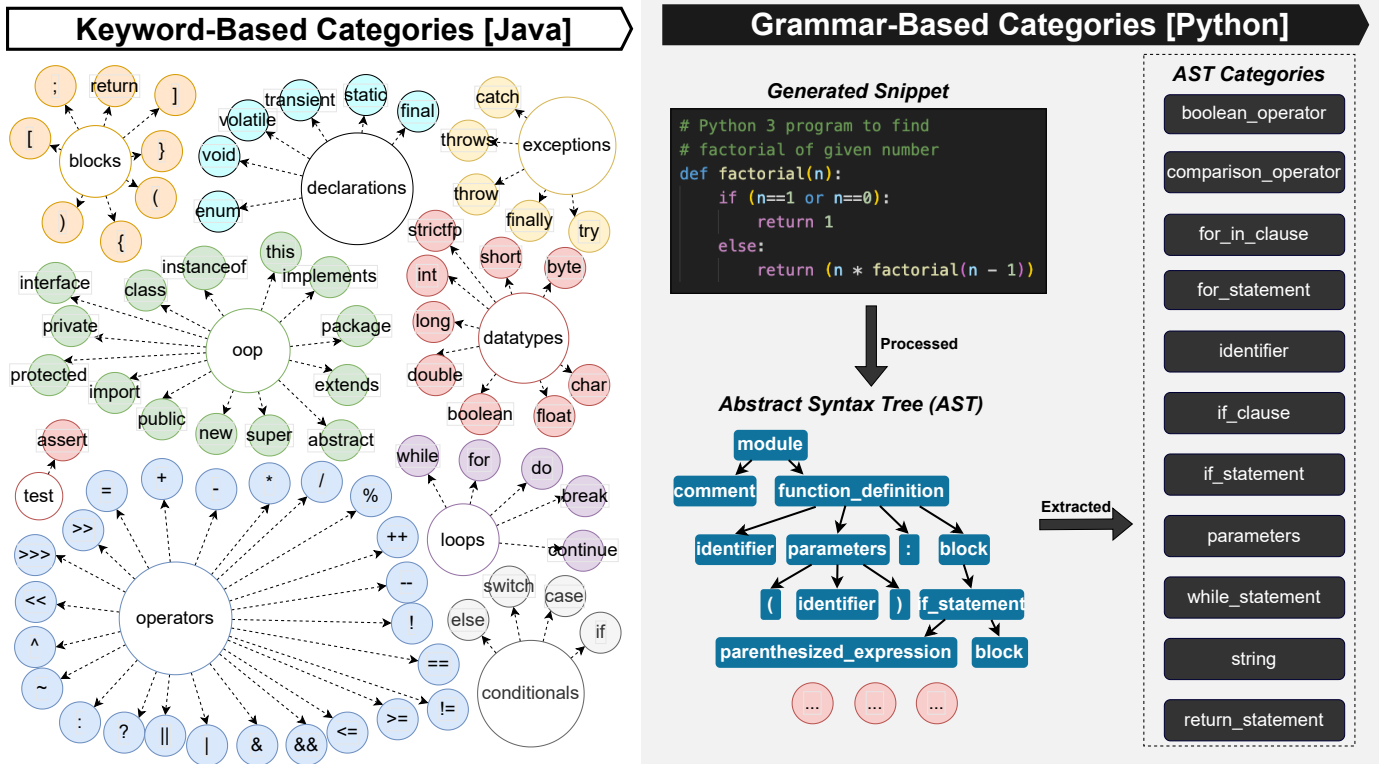 Keyword-Based Categories [Java]
;
return
]
[
blocks
}
)
(
{
transient
static
volatile
final
void
declarations
enum
catch
throws
exceptions
throw
finally
try
this
instanceof
implements
interface
class
private
package
oop
protected
import
extends
public
new
super
abstract
strictfp
short
byte
int
long
datatypes
double
char
boolean
float
assert
test
while
for
do
break
loops
continue
=
+
-
*
/
%
>>
++
>>>
--
<<
operators
!
^
==
~
!=
:
?
||
|
&
&&
<=
>=
switch
case
else
if
conditionals
Grammar-Based Categories [Python]
Generated Snippet
# Python 3 program to find
# factorial of given number
def factorial(n):
    if (n==1 or n==0):
        return 1
    else:
        return (n * factorial(n - 1))
Processed
Abstract Syntax Tree (AST)
module
comment
function_definition
identifier
parameters
:
block
(
identifier
)
if_statement
parenthesized_expression
block
...
...
...
Extracted
AST Categories
boolean_operator
comparison_operator
for_in_clause
for_statement
identifier
if_clause
if_statement
parameters
while_statement
string
return_statement